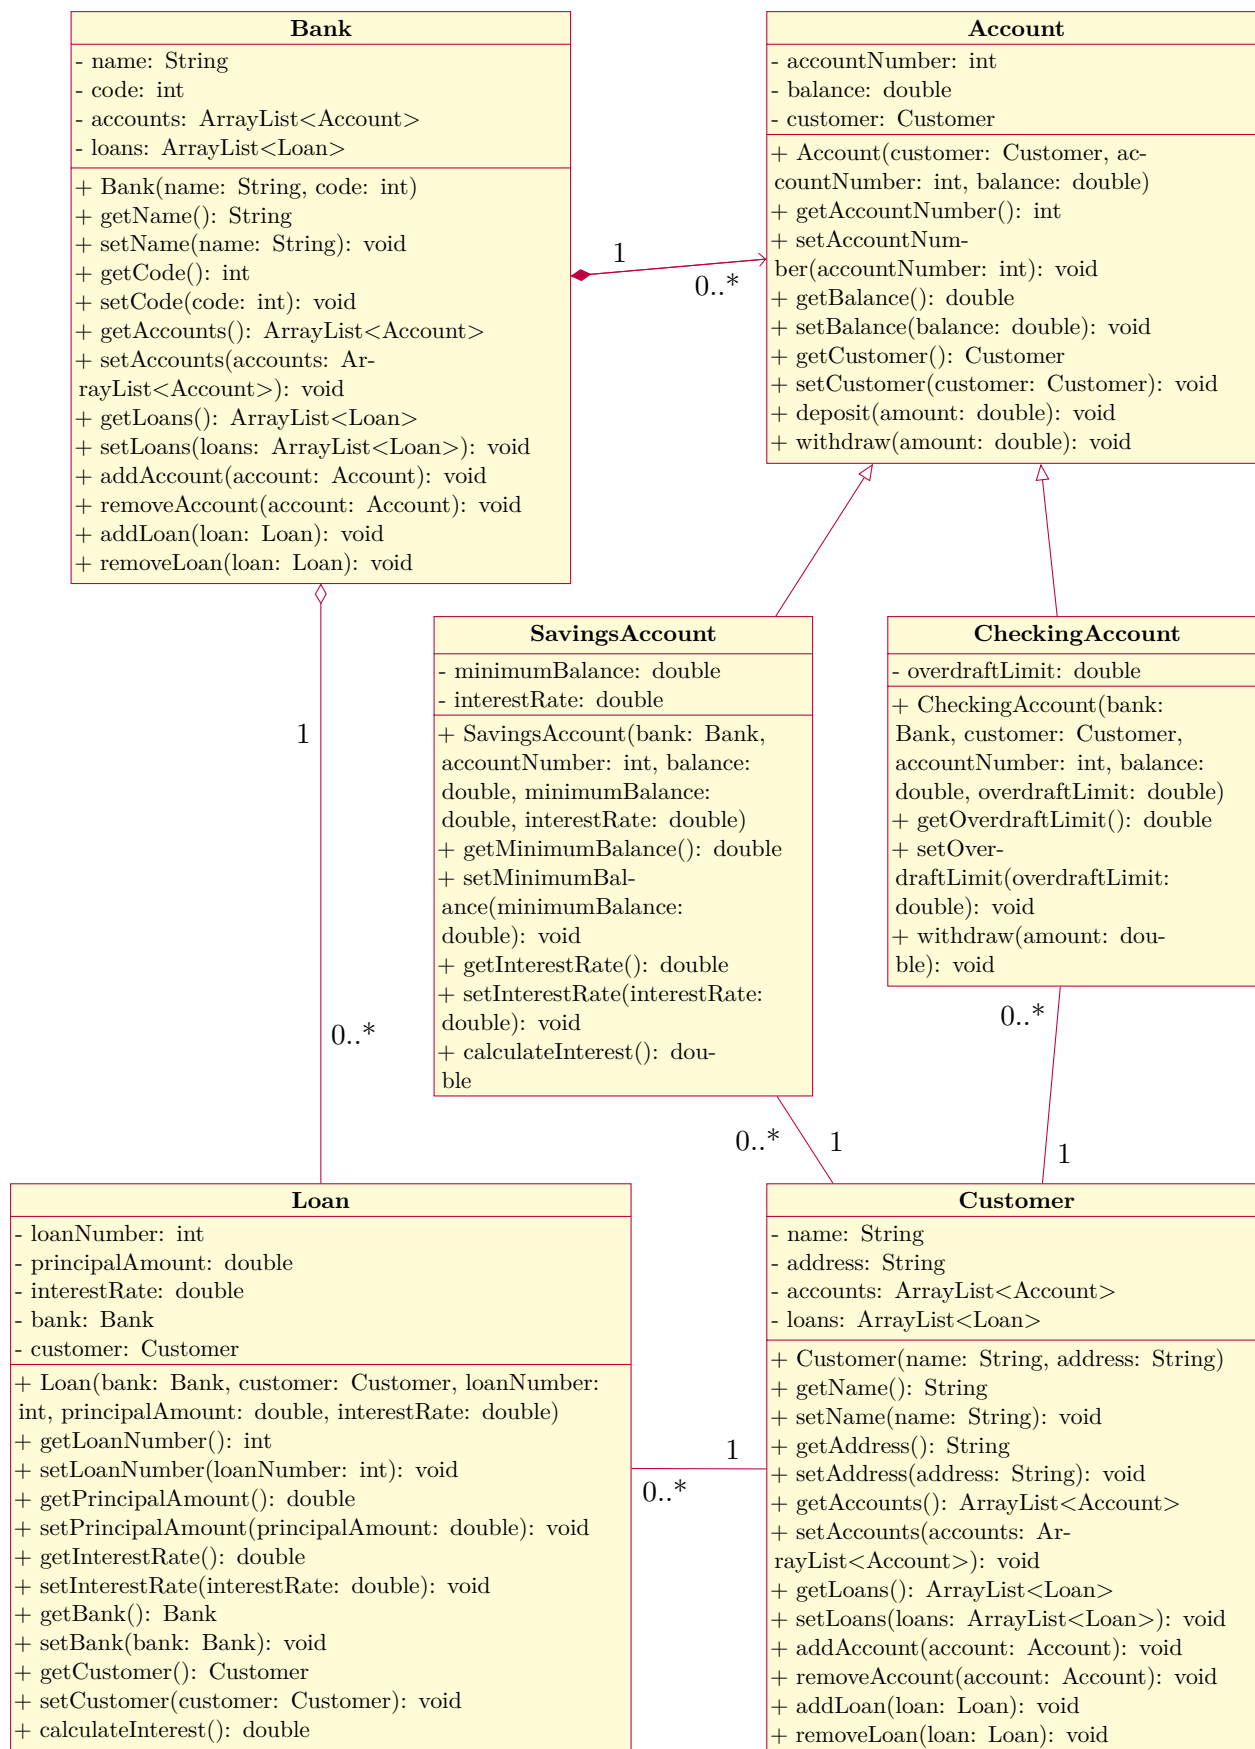 Bank
- name: String
- code: int
- accounts: ArrayList<Account>
- loans: ArrayList<Loan>
+ Bank(name: String, code: int)
+ getName(): String
+ setName(name: String): void
+ getCode(): int
+ setCode(code: int): void
+ getAccounts(): ArrayList<Account>
+ setAccounts(accounts: Ar-
rayList<Account>): void
+ getLoans(): ArrayList<Loan>
+ setLoans(loans: ArrayList<Loan>): void
+ addAccount(account: Account): void
+ removeAccount(account: Account): void
+ addLoan(loan: Loan): void
+ removeLoan(loan: Loan): void
1
0..*
Account
- accountNumber: int
- balance: double
- customer: Customer
+ Account(customer: Customer, ac-
countNumber: int, balance: double)
+ getAccountNumber(): int
+ setAccountNum-
ber(accountNumber: int): void
+ getBalance(): double
+ setBalance(balance: double): void
+ getCustomer(): Customer
+ setCustomer(customer: Customer): void
+ deposit(amount: double): void
+ withdraw(amount: double): void
1
0..*
SavingsAccount
- minimumBalance: double
- interestRate: double
+ SavingsAccount(bank: Bank,
accountNumber: int, balance:
double, minimumBalance:
double, interestRate: double)
+ getMinimumBalance(): double
+ setMinimumBal-
ance(minimumBalance:
double): void
+ getInterestRate(): double
+ setInterestRate(interestRate:
double): void
+ calculateInterest(): dou-
ble
CheckingAccount
- overdraftLimit: double
+ CheckingAccount(bank:
Bank, customer: Customer,
accountNumber: int, balance:
double, overdraftLimit: double)
+ getOverdraftLimit(): double
+ setOver-
draftLimit(overdraftLimit:
double): void
+ withdraw(amount: dou-
ble): void
0..*
1
0..*
1
Loan
- loanNumber: int
- principalAmount: double
- interestRate: double
- bank: Bank
- customer: Customer
+ Loan(bank: Bank, customer: Customer, loanNumber:
int, principalAmount: double, interestRate: double)
+ getLoanNumber(): int
+ setLoanNumber(loanNumber: int): void
+ getPrincipalAmount(): double
+ setPrincipalAmount(principalAmount: double): void
+ getInterestRate(): double
+ setInterestRate(interestRate: double): void
+ getBank(): Bank
+ setBank(bank: Bank): void
+ getCustomer(): Customer
+ setCustomer(customer: Customer): void
+ calculateInterest(): double
1
0..*
Customer
- name: String
- address: String
- accounts: ArrayList<Account>
- loans: ArrayList<Loan>
+ Customer(name: String, address: String)
+ getName(): String
+ setName(name: String): void
+ getAddress(): String
+ setAddress(address: String): void
+ getAccounts(): ArrayList<Account>
+ setAccounts(accounts: Ar-
rayList<Account>): void
+ getLoans(): ArrayList<Loan>
+ setLoans(loans: ArrayList<Loan>): void
+ addAccount(account: Account): void
+ removeAccount(account: Account): void
+ addLoan(loan: Loan): void
+ removeLoan(loan: Loan): void